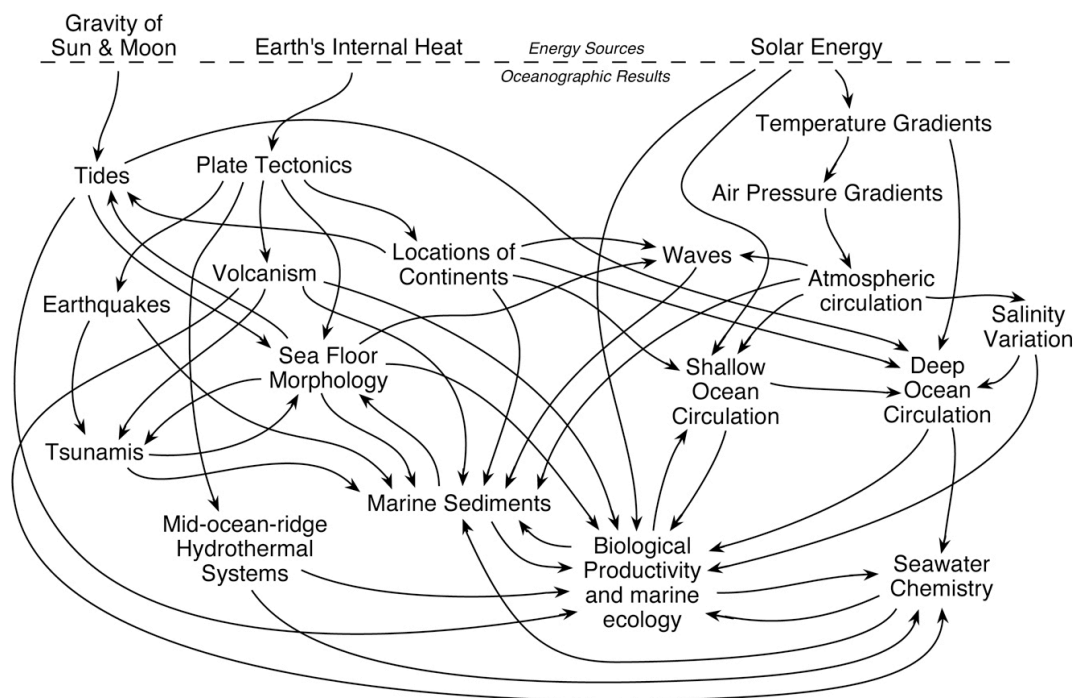 Gravity of
Sun & Moon
Earth's Internal Heat
Energy Sources
Solar Energy
Oceanographic Results
Temperature Gradients
Tides
Plate Tectonics
Air Pressure Gradients
Locations of
Continents
Waves
Volcanism
Atmospheric
circulation
Earthquakes
Salinity
Variation
Sea Floor
Morphology
Shallow
Ocean
Circulation
Deep
Ocean
Circulation
Tsunamis
Marine Sediments
Mid-ocean-ridge
Hydrothermal
Systems
Biological
Productivity
and marine
ecology
Seawater
Chemistry